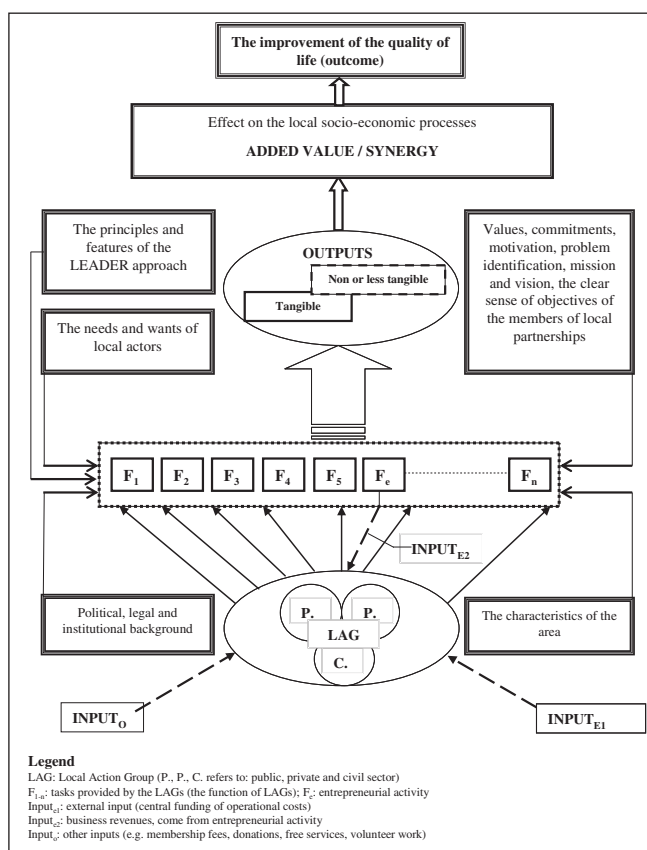 The improvement of the quality of
life (outcome)
Effect on the local socio-economic processes
ADDED VALUE / SYNERGY
The principles and
features of the
LEADER approach
OUTPUTS
Non or less tangible
Tangible
Values, commitments,
motivation, problem
identification, mission
and vision, the clear
sense of objectives of
the members of local
partnerships
The needs and wants of
local actors
F1 F2 F3 F4 F5 Fe Fn
INPUTE2
Political, legal and
institutional background
P. P.
LAG
C.
The characteristics of the
area
INPUTO
INPUTE1
Legend
LAG: Local Action Group (P., P., C. refers to: public, private and civil sector)
F1-n: tasks provided by the LAGs (the function of LAGs); Fe: entrepreneurial activity
Inpute1: external input (central funding of operational costs)
Inpute2: business revenues, come from entrepreneurial activity
Inputo: other inputs (e.g. membership fees, donations, free services, volunteer work)